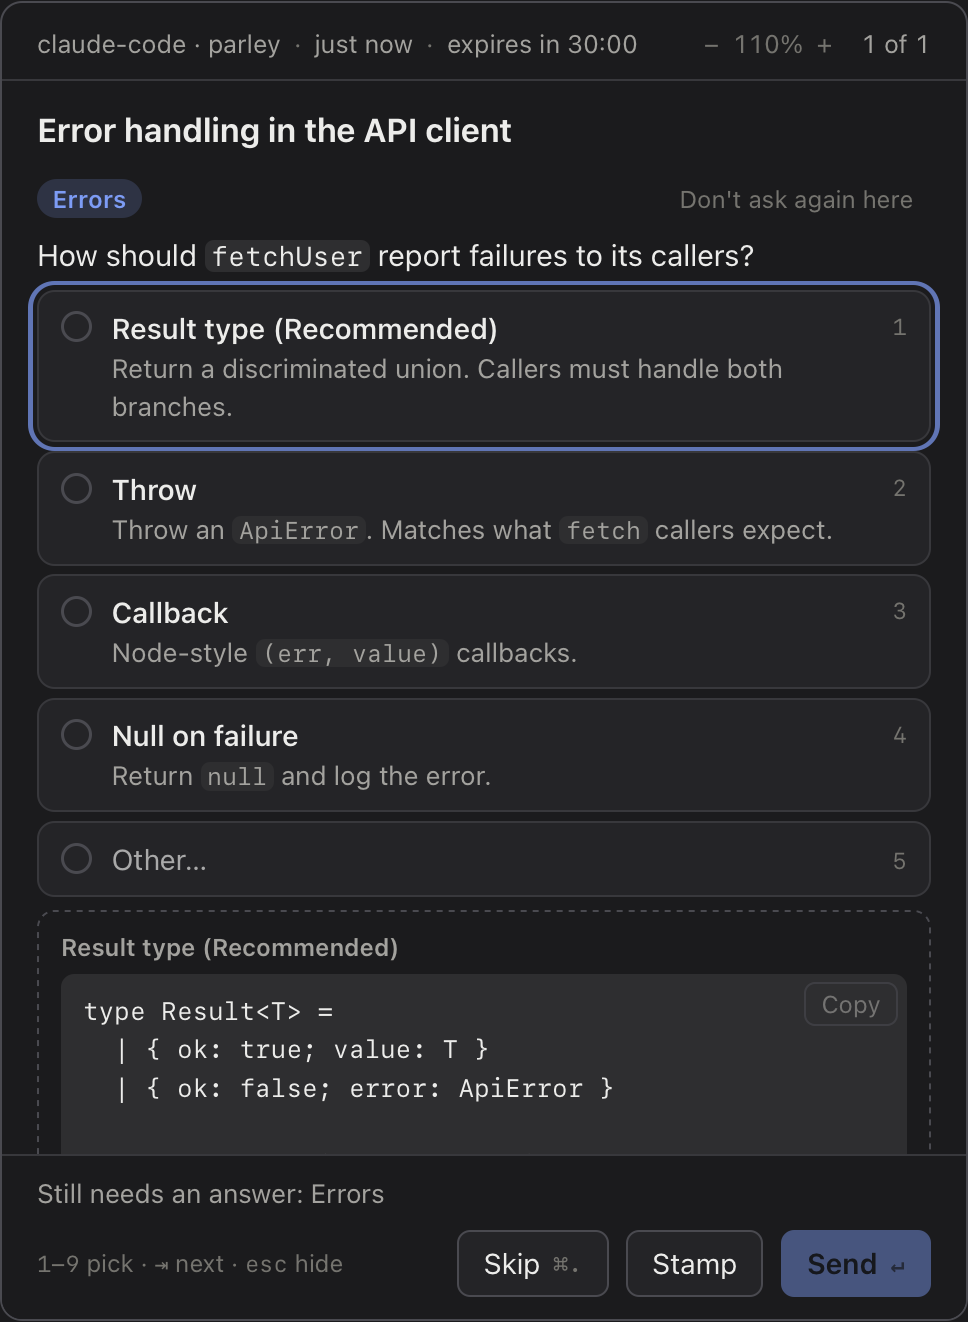 claude-code · parley · just now · expires in 30:00 − 110% + 1 of 1
Error handling in the API client
Errors
Don't ask again here
How should fetchUser report failures to its callers?
Result type (Recommended) 1
Return a discriminated union. Callers must handle both
branches.
Throw 2
Throw an ApiError. Matches what fetch callers expect.
Callback 3
Node-style (err, value) callbacks.
Null on failure 4
Return null and log the error.
Other... 5
Result type (Recommended)
Copy
type Result<T> =
  | { ok: true; value: T }
  | { ok: false; error: ApiError }
Still needs an answer: Errors
1–9 pick · ⇥ next · esc hide
Skip ⌘.
Stamp
Send ↵